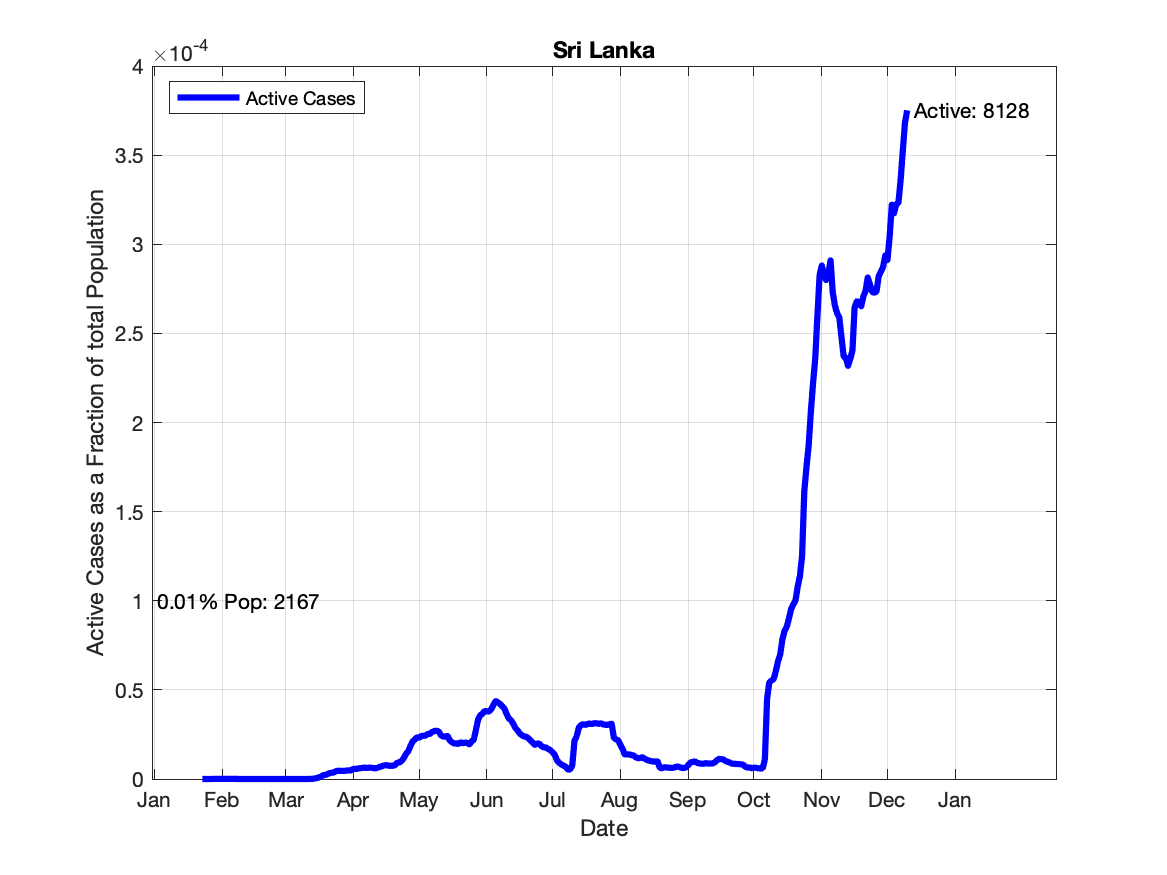 Sri Lanka
×10-4
4
3.5
3
2.5
2
1.5
1
0.5
0
Active Cases as a Fraction of total Population
Active Cases
Active: 8128
0.01% Pop: 2167
Jan Feb Mar Apr May Jun Jul Aug Sep Oct Nov Dec Jan
Date